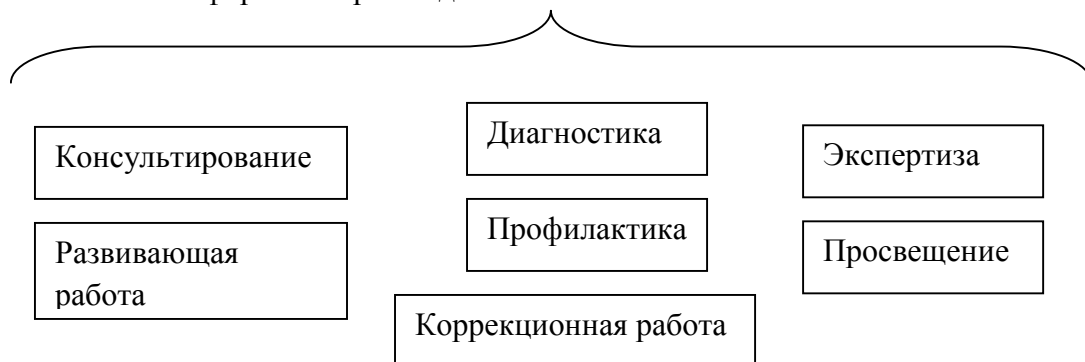 Консультирование
Диагностика
Экспертиза
Развивающая
работа
Профилактика
Просвещение
Коррекционная работа